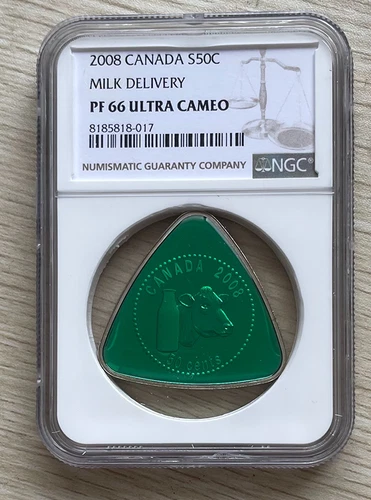 2008 CANADA S50C
MILK DELIVERY
PF 66 ULTRA CAMEO
8185818-017
NUMISMATIC GUARANTY COMPANY
NGC
CANADA 2008
50 cents